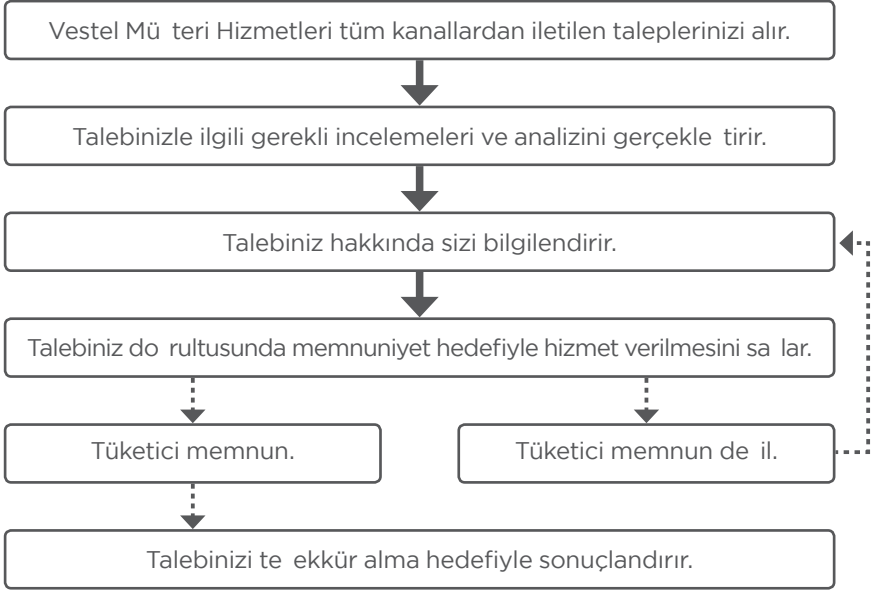 Vestel Mü teri Hizmetleri tüm kanallardan iletilen taleplerinizi alır.
Talebinizle ilgili gerekli incelemeleri ve analizini gerçekle tirir.
Talebiniz hakkında sizi bilgilendirir.
Talebiniz do rultusunda memnuniyet hedefiyle hizmet verilmesini sa lar.
Tüketici memnun.
Tüketici memnun de il.
Talebinizi te ekkür alma hedefiyle sonuçlandırır.